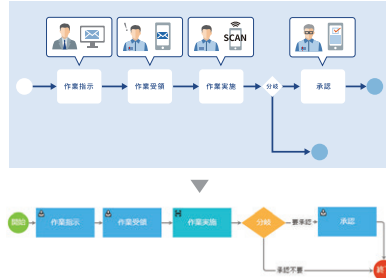 SCAN
作業指示
作業受領
作業実施
分岐
承認
開始
作業指示
作業受領
作業実施
分岐
要承認
承認
承認不要